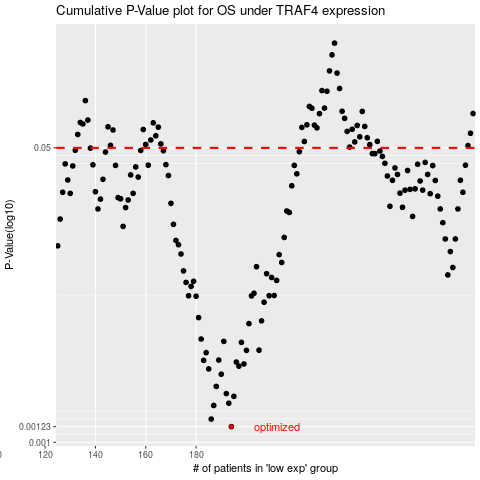 Cumulative P-Value plot for OS under TRAF4 expression
P-Value(log10)
0.05
0.00123
0.001
optimized
0
120
140
160
180
# of patients in 'low exp' group